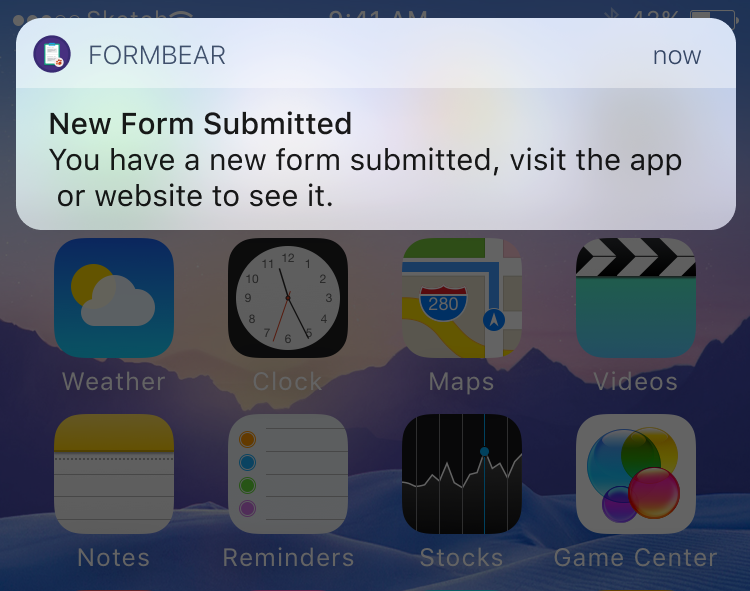 Sketch 9:41 AM 42%
FORMBEAR now
New Form Submitted
You have a new form submitted, visit the app
or website to see it.
12
11 1
10 2
9 3
8 4
7 5
6
280
Weather Clock Maps Videos
Notes Reminders Stocks Game Center